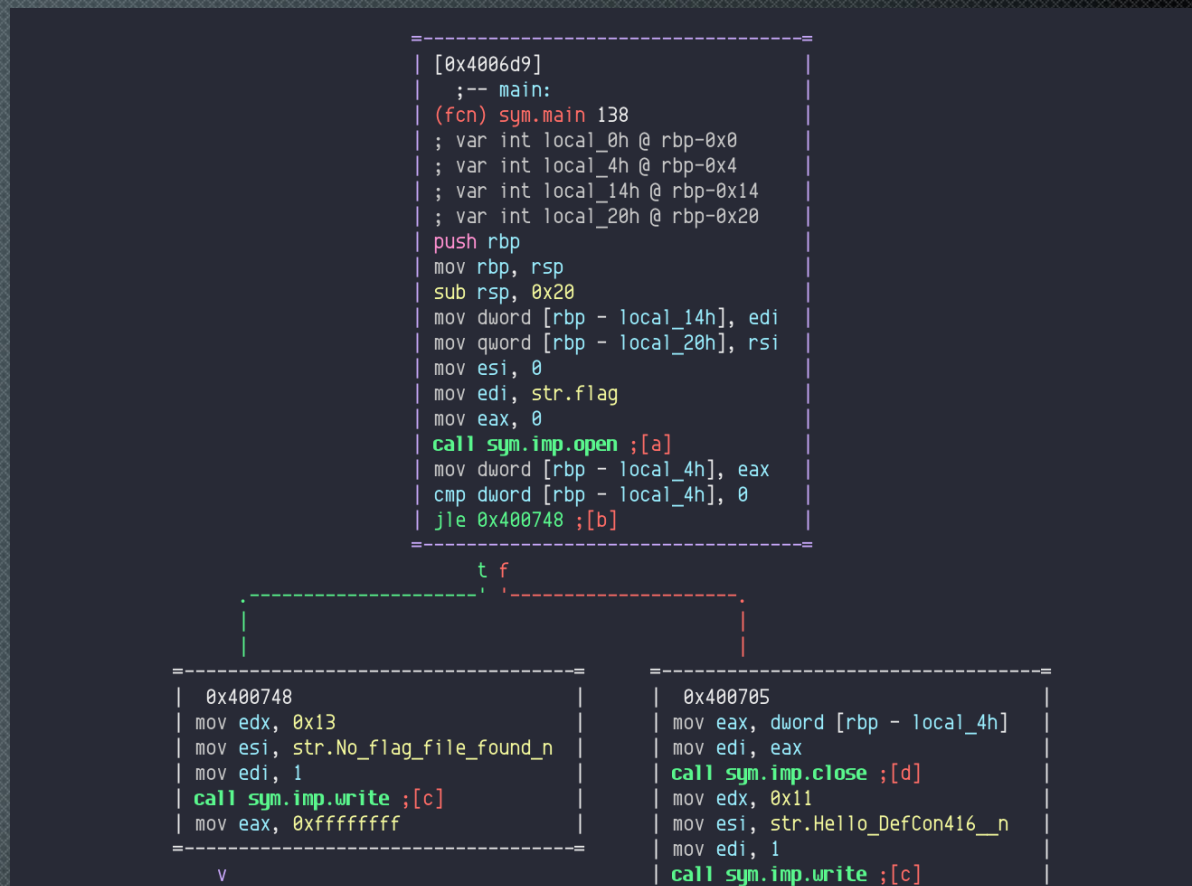 [0x4006d9]
;-- main:
(fcn) sym.main 138
; var int local_0h @ rbp-0x0
; var int local_4h @ rbp-0x4
; var int local_14h @ rbp-0x14
; var int local_20h @ rbp-0x20
push rbp
mov rbp, rsp
sub rsp, 0x20
mov dword [rbp - local_14h], edi
mov qword [rbp - local_20h], rsi
mov esi, 0
mov edi, str.flag
mov eax, 0
call sym.imp.open ;[a]
mov dword [rbp - local_4h], eax
cmp dword [rbp - local_4h], 0
jle 0x400748 ;[b]
t f
0x400748
mov edx, 0x13
mov esi, str.No_flag_file_found_n
mov edi, 1
call sym.imp.write ;[c]
mov eax, 0xffffffff
v
0x400705
mov eax, dword [rbp - local_4h]
mov edi, eax
call sym.imp.close ;[d]
mov edx, 0x11
mov esi, str.Hello_DefCon416__n
mov edi, 1
call sym.imp.write ;[c]